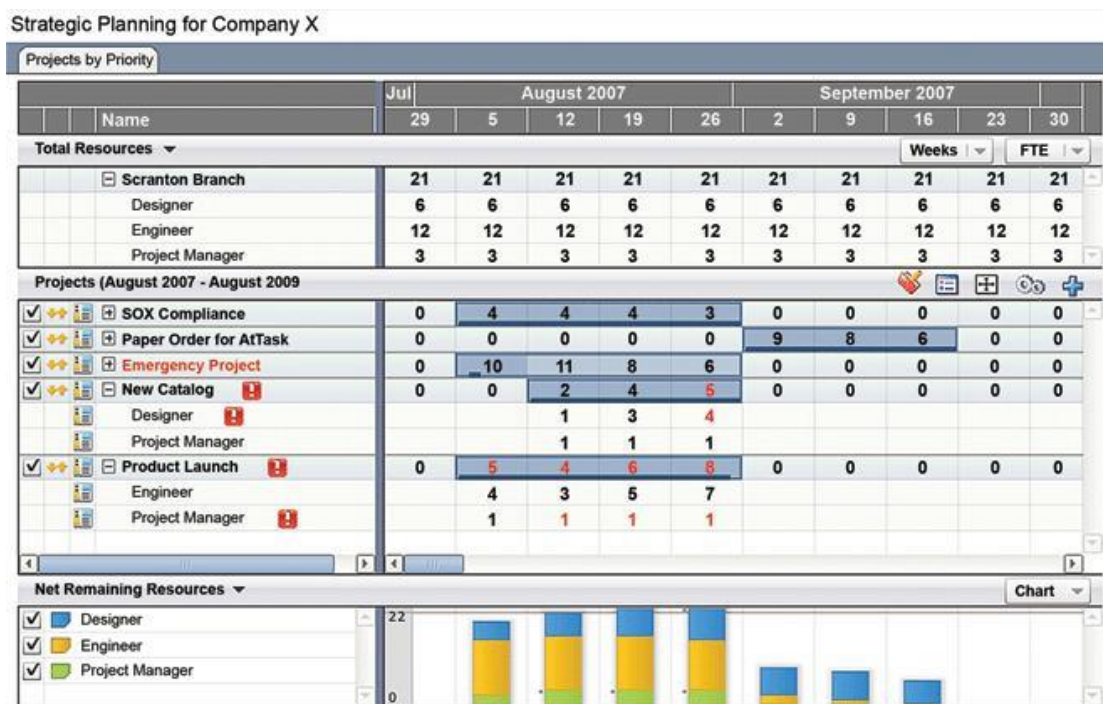 Strategic Planning for Company X
Projects by Priority
Jul August 2007 September 2007
Name 29 5 12 19 26 2 9 16 23 30
Total Resources Weeks FTE
Scranton Branch 21 21 21 21 21 21 21 21 21 21
Designer 6 6 6 6 6 6 6 6 6 6
Engineer 12 12 12 12 12 12 12 12 12 12
Project Manager 3 3 3 3 3 3 3 3 3 3
Projects (August 2007 - August 2009
SOX Compliance 0 4 4 4 3 0 0 0 0 0
Paper Order for AtTask 0 0 0 0 0 9 8 6 0 0
Emergency Project 0 10 11 8 6 0 0 0 0 0
New Catalog 0 0 2 4 5 0 0 0 0 0
Designer 1 3 4
Project Manager 1 1 1
Product Launch 0 5 4 6 8 0 0 0 0 0
Engineer 4 3 5 7
Project Manager 1 1 1 1
Net Remaining Resources Chart
Designer 22
Engineer
Project Manager
0